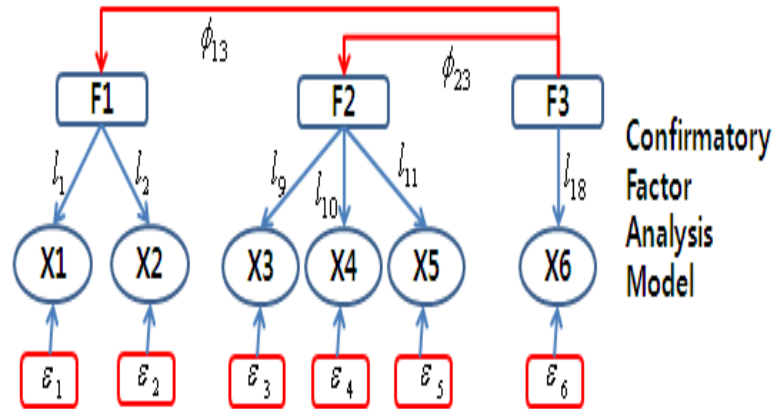 ϕ13
ϕ23
F1 F2 F3
l1 l2 l9 l10 l11 l18
X1 X2 X3 X4 X5 X6
ε1 ε2 ε3 ε4 ε5 ε6
Confirmatory
Factor
Analysis
Model